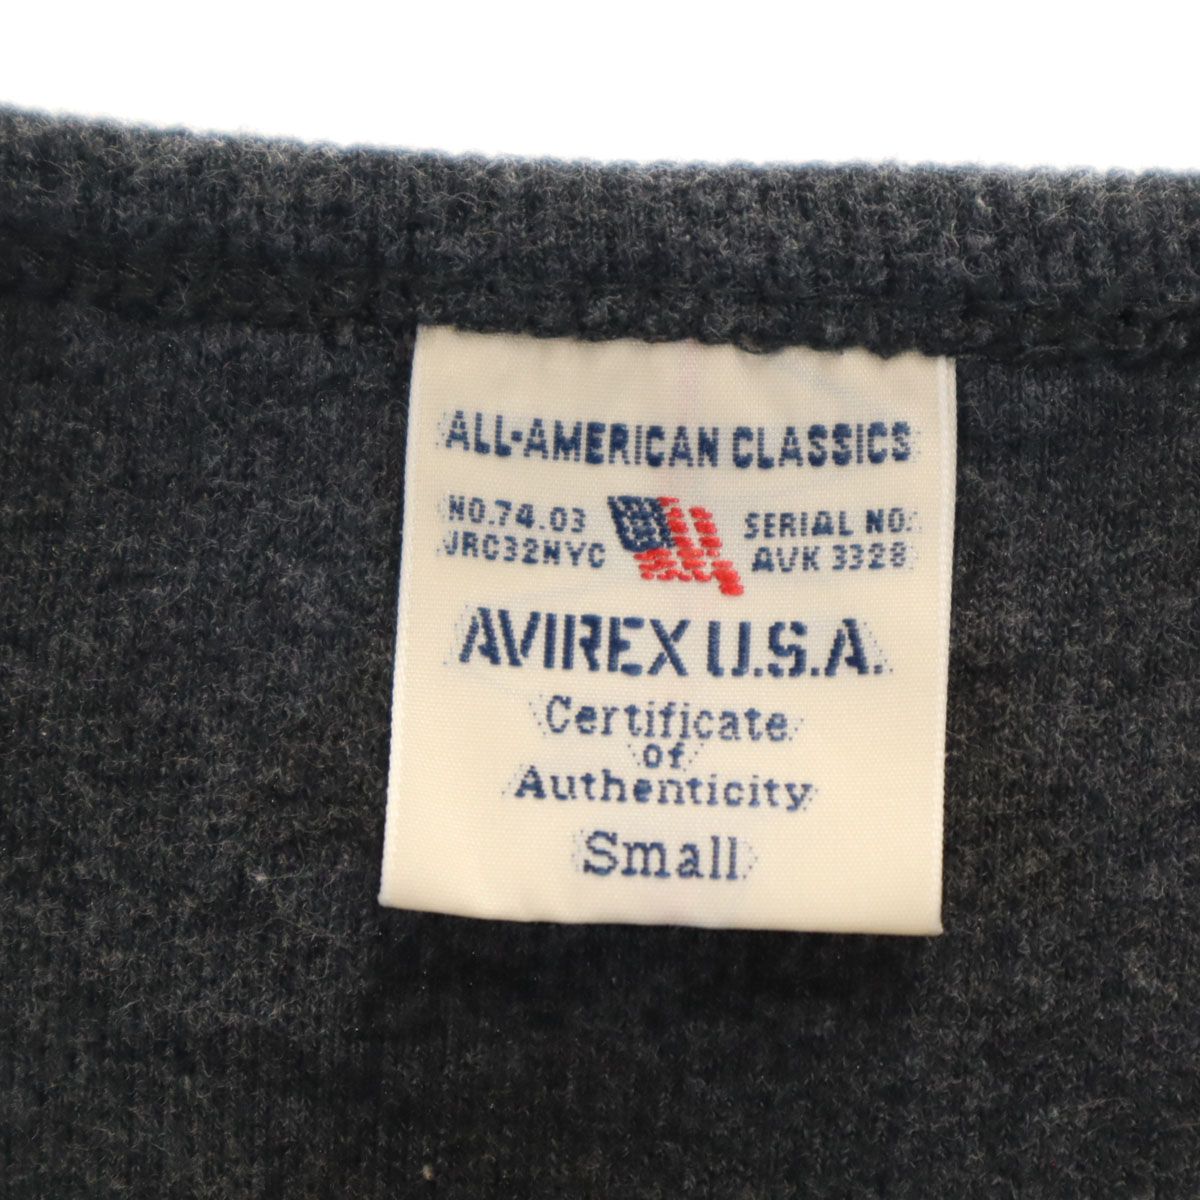 ALL-AMERICAN CLASSICS
NO.74.03
JRC32NYC
SERIAL NO.
AVK 3328
AVIREX U.S.A.
Certificate
of
Authenticity
Small